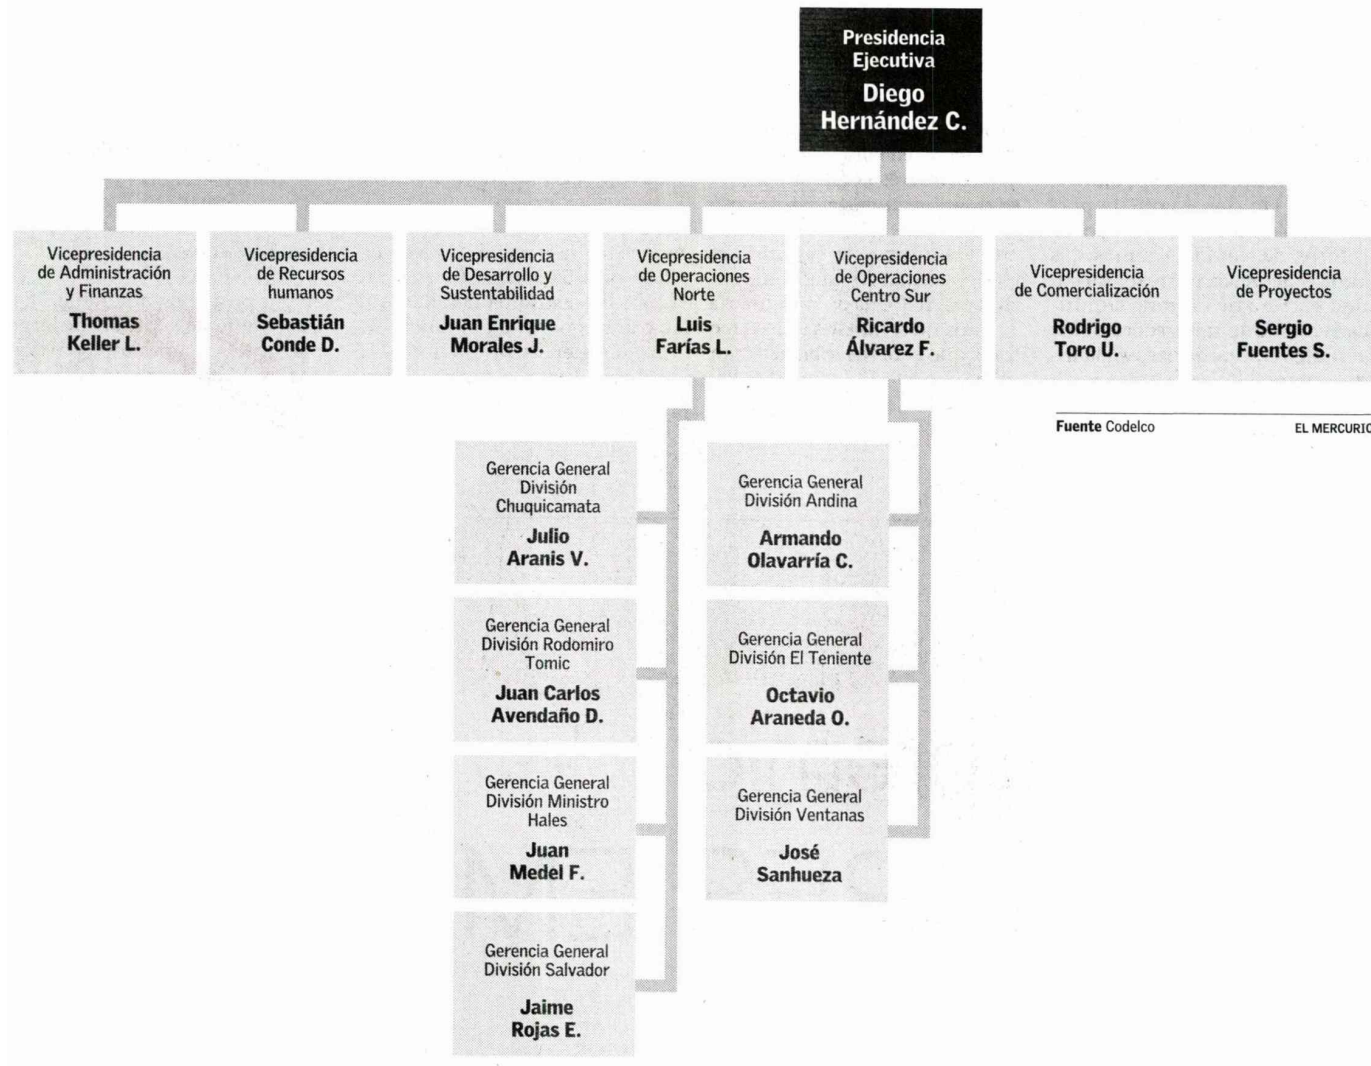 Presidencia
Ejecutiva
Diego
Hernández C.
Vicepresidencia
de Administración
y Finanzas
Thomas
Keller L.
Vicepresidencia
de Recursos
humanos
Sebastián
Conde D.
Vicepresidencia
de Desarrollo y
Sustentabilidad
Juan Enrique
Morales J.
Vicepresidencia
de Operaciones
Norte
Luis
Farías L.
Vicepresidencia
de Operaciones
Centro Sur
Ricardo
Álvarez F.
Vicepresidencia
de Comercialización
Rodrigo
Toro U.
Vicepresidencia
de Proyectos
Sergio
Fuentes S.
Fuente Codelco
EL MERCURIO
Gerencia General
División
Chuquicamata
Julio
Aranis V.
Gerencia General
División Rodomiro
Tomic
Juan Carlos
Avendaño D.
Gerencia General
División Ministro
Hales
Juan
Medel F.
Gerencia General
División Salvador
Jaime
Rojas E.
Gerencia General
División Andina
Armando
Olavarría C.
Gerencia General
División El Teniente
Octavio
Araneda O.
Gerencia General
División Ventanas
José
Sanhueza